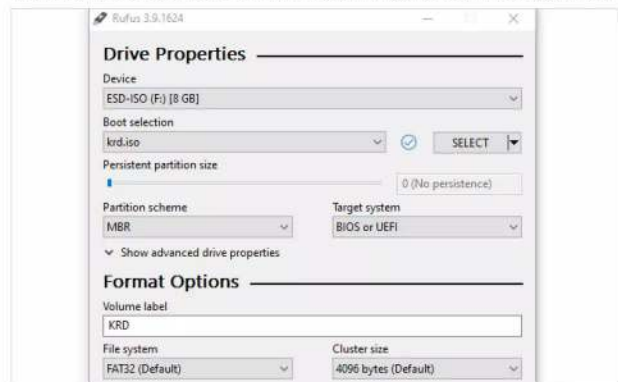 Rufus 3.9.1624
Drive Properties
Device
ESD-ISO (F:) [8 GB]
Boot selection
krd.iso
SELECT
Persistent partition size
0 (No persistence)
Partition scheme
Target system
MBR
BIOS or UEFI
Show advanced drive properties
Format Options
Volume label
KRD
File system
Cluster size
FAT32 (Default)
4096 bytes (Default)